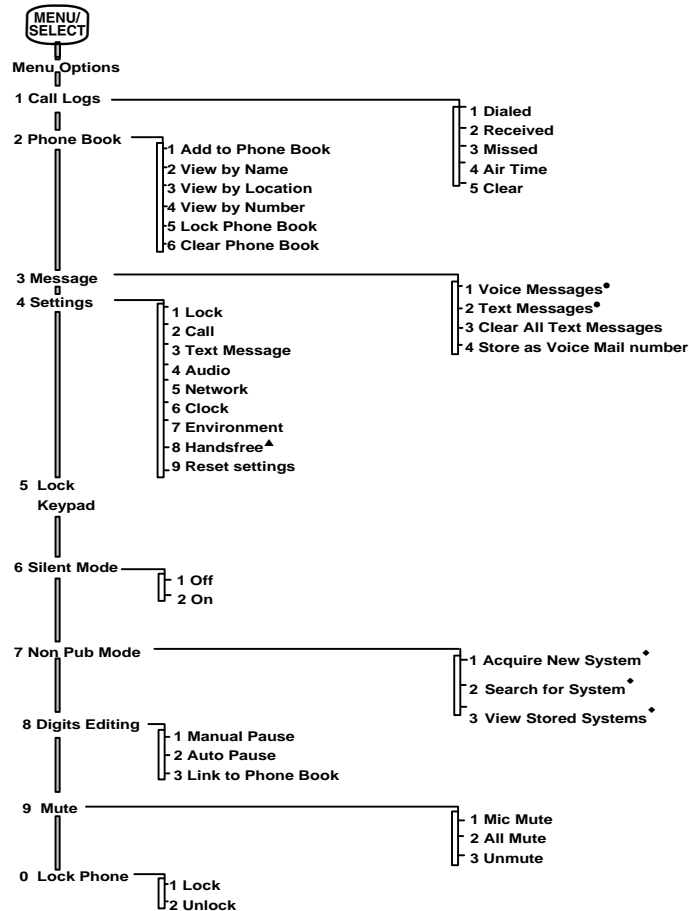 MENU/
SELECT
Menu Options
1 Call Logs
1 Dialed
2 Received
3 Missed
4 Air Time
5 Clear
2 Phone Book
1 Add to Phone Book
2 View by Name
3 View by Location
4 View by Number
5 Lock Phone Book
6 Clear Phone Book
3 Message
1 Voice Messages●
2 Text Messages●
3 Clear All Text Messages
4 Store as Voice Mail number
4 Settings
1 Lock
2 Call
3 Text Message
4 Audio
5 Network
6 Clock
7 Environment
8 Handsfree▲
9 Reset settings
5 Lock
Keypad
6 Silent Mode
1 Off
2 On
7 Non Pub Mode
1 Acquire New System◆
2 Search for System◆
3 View Stored Systems◆
8 Digits Editing
1 Manual Pause
2 Auto Pause
3 Link to Phone Book
9 Mute
1 Mic Mute
2 All Mute
3 Unmute
0 Lock Phone
1 Lock
2 Unlock